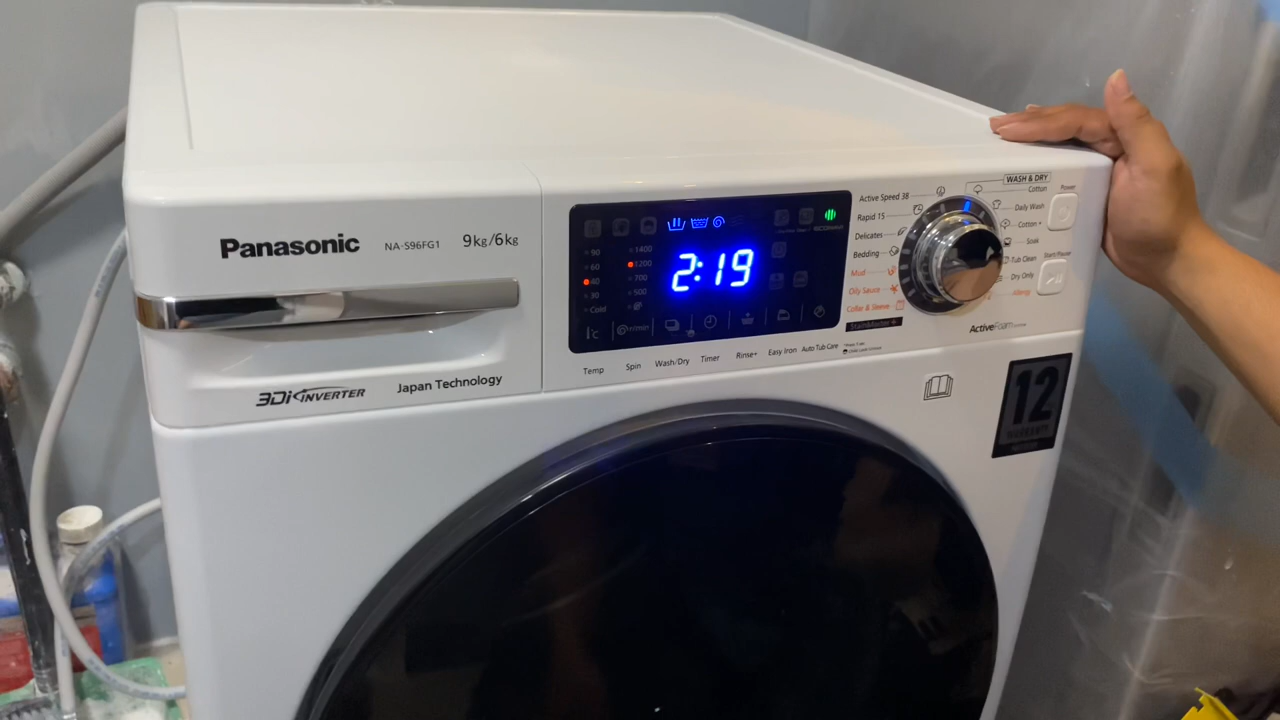 Panasonic
NA-S96FG1
9kg/6kg
3Di INVERTER
Japan Technology
90
60
40
30
Cold
°C
1400
1200
700
500
r/min
2:19
Temp
Spin
Wash/Dry
Timer
Rinse+
Easy Iron
Auto Tub Care
Active Speed 38
Rapid 15
Delicates
Bedding
Mud
Oily Sauce
Collar & Sleeve
StainMaster+
WASH & DRY
Cotton
Daily Wash
Cotton+
Soak
Tub Clean
Dry Only
Allergy
Power
Start/Pause
ActiveFoam SYSTEM
12